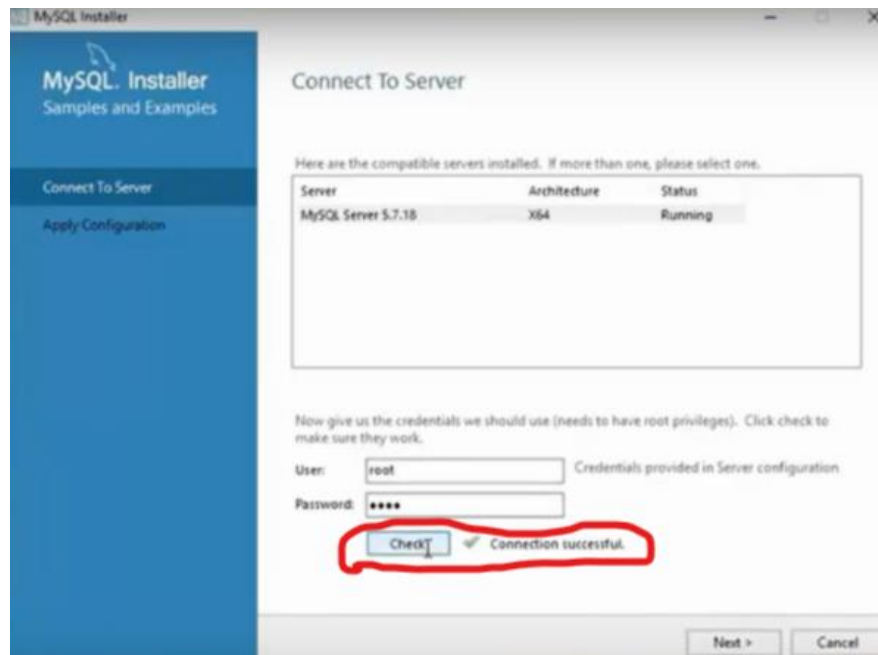 MySQL Installer
MySQL. Installer
Samples and Examples
Connect To Server
Apply Configuration
Connect To Server
Here are the compatible servers installed. If more than one, please select one.
Server Architecture Status
MySQL Server 5.7.18 X64 Running
Now give us the credentials we should use (needs to have root privileges). Click check to
make sure they work.
User: root Credentials provided in Server configuration
Password: ●●●●
Check Connection successful.
Next > Cancel